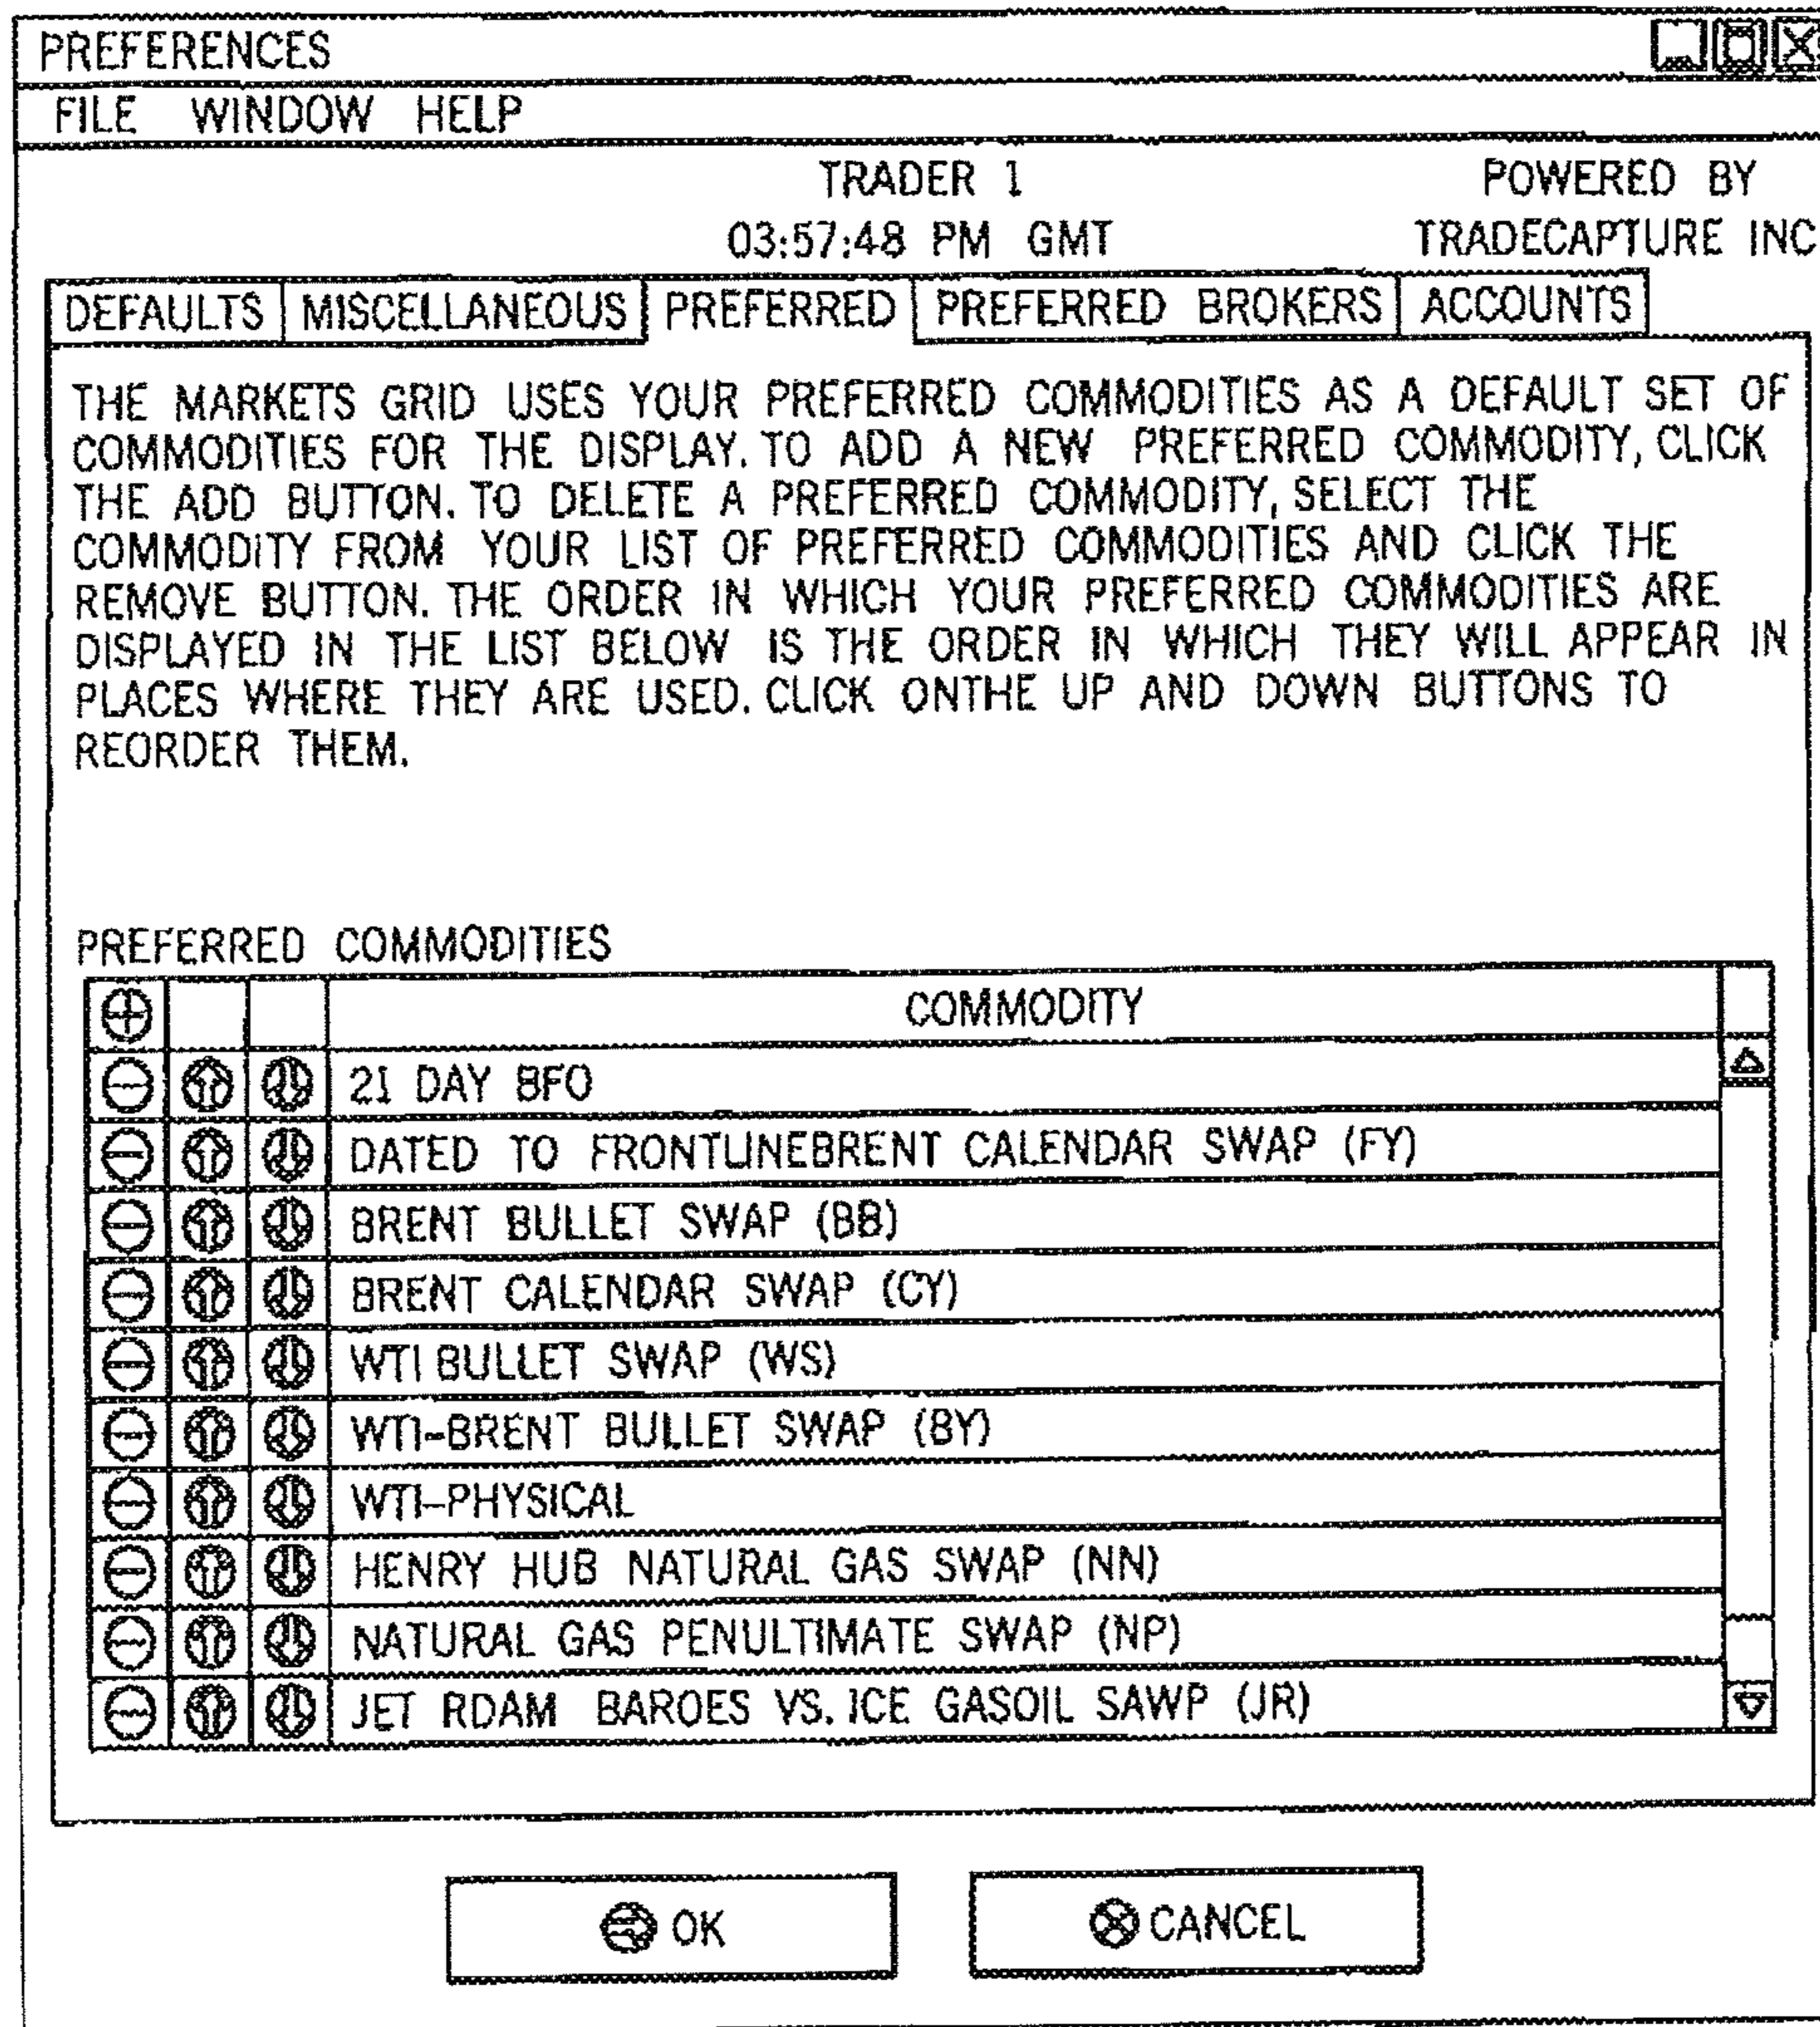 PREFERENCES
FILE WINDOW HELP
TRADER 1
POWERED BY
03:57:48 PM GMT
TRADECAPTURE INC
DEFAULTS MISCELLANEOUS PREFERRED PREFERRED BROKERS ACCOUNTS
THE MARKETS GRID USES YOUR PREFERRED COMMODITIES AS A DEFAULT SET OF
COMMODITIES FOR THE DISPLAY. TO ADD A NEW PREFERRED COMMODITY, CLICK
THE ADD BUTTON. TO DELETE A PREFERRED COMMODITY, SELECT THE
COMMODITY FROM YOUR LIST OF PREFERRED COMMODITIES AND CLICK THE
REMOVE BUTTON. THE ORDER IN WHICH YOUR PREFERRED COMMODITIES ARE
DISPLAYED IN THE LIST BELOW IS THE ORDER IN WHICH THEY WILL APPEAR IN
PLACES WHERE THEY ARE USED. CLICK ONTHE UP AND DOWN BUTTONS TO
REORDER THEM.
PREFERRED COMMODITIES
COMMODITY
21 DAY BFO
DATED TO FRONTLINEBRENT CALENDAR SWAP (FY)
BRENT BULLET SWAP (BB)
BRENT CALENDAR SWAP (CY)
WTI BULLET SWAP (WS)
WTI-BRENT BULLET SWAP (BY)
WTI-PHYSICAL
HENRY HUB NATURAL GAS SWAP (NN)
NATURAL GAS PENULTIMATE SWAP (NP)
JET RDAM BAROES VS. ICE GASOIL SAWP (JR)
OK
CANCEL